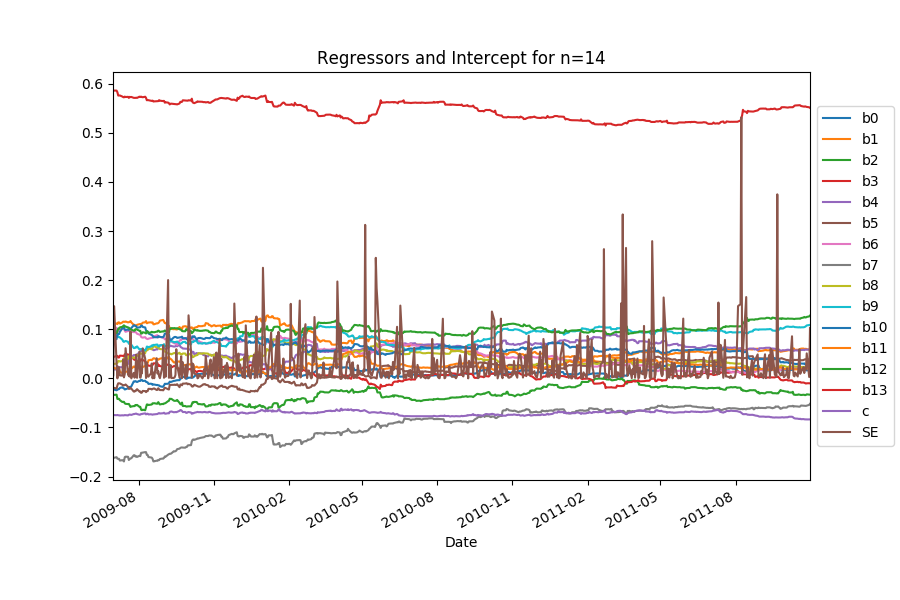 Regressors and Intercept for n=14
0.6
0.5
0.4
0.3
0.2
0.1
0.0
−0.1
−0.2
2009-08
2009-11
2010-02
2010-05
2010-08
2010-11
2011-02
2011-05
2011-08
Date
b0
b1
b2
b3
b4
b5
b6
b7
b8
b9
b10
b11
b12
b13
c
SE